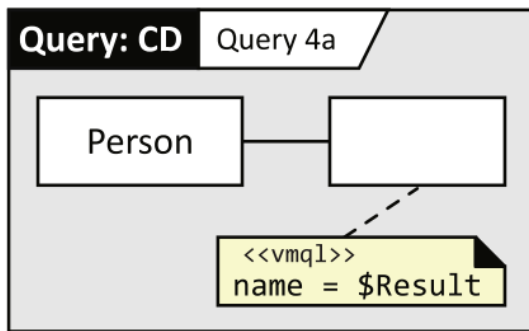 Query: CD Query 4a
Person
<<vmql>>
name = $Result